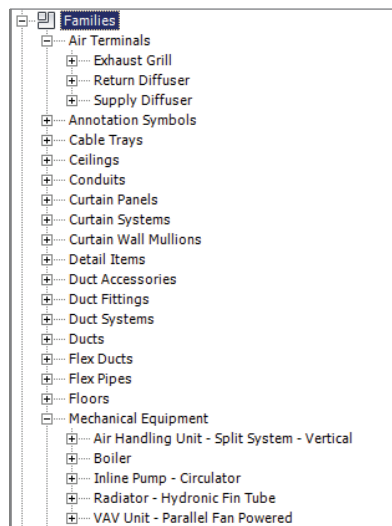 Families
Air Terminals
Exhaust Grill
Return Diffuser
Supply Diffuser
Annotation Symbols
Cable Trays
Ceilings
Conduits
Curtain Panels
Curtain Systems
Curtain Wall Mullions
Detail Items
Duct Accessories
Duct Fittings
Duct Systems
Ducts
Flex Ducts
Flex Pipes
Floors
Mechanical Equipment
Air Handling Unit - Split System - Vertical
Boiler
Inline Pump - Circulator
Radiator - Hydronic Fin Tube
VAV Unit - Parallel Fan Powered